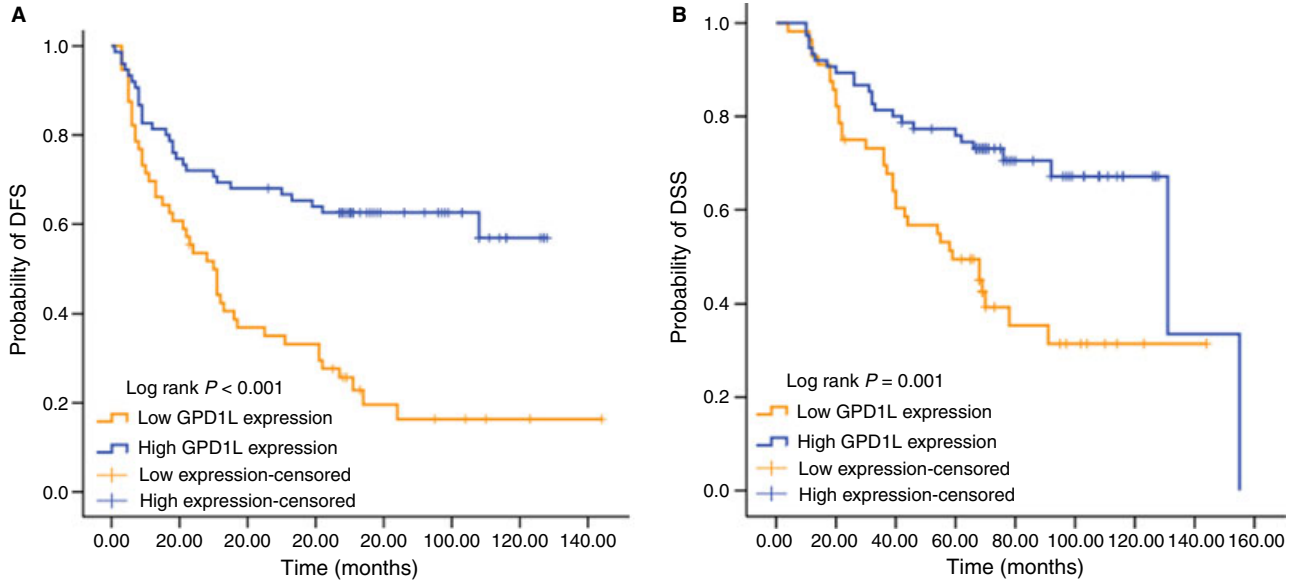 A
Probability of DFS
1.0
0.8
0.6
0.4
0.2
0.0
Log rank P < 0.001
Low GPD1L expression
High GPD1L expression
Low expression-censored
High expression-censored
0.00 20.00 20.00 20.00 20.00 100.00 120.00 140.00
Time (months)
B
Probability of DSS
1.0
0.8
0.6
0.4
0.2
0.0
Log rank P = 0.001
Low GPD1L expression
High GPD1L expression
Low expression-censored
High expression-censored
0.00 20.00 40.00 60.00 80.00 100.00 120.00 140.00 160.00
Time (months)